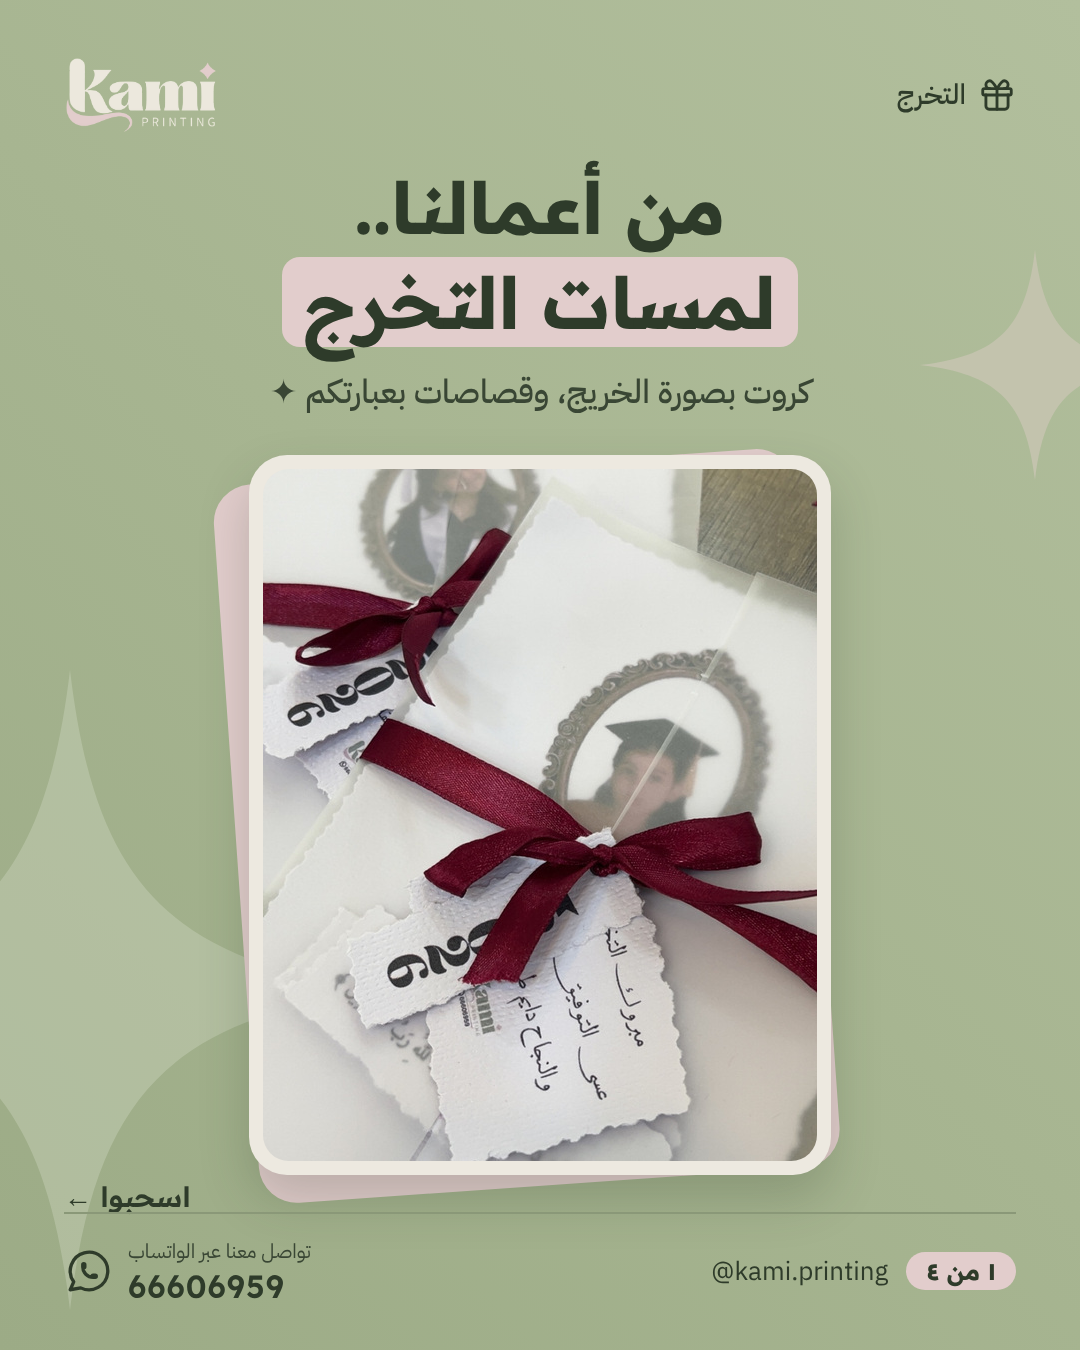 Kami
PRINTING
التخرج
من أعمالنا..
لمسات التخرج
كروت بصورة الخريج، وقصاصات بعبارتكم ✦
2026
2026
Kami
مبروك
عسى التوفيق
والنجاح دايم
اسحبوا ←
تواصل معنا عبر الواتساب
66606959
@kami.printing
١ من ٤